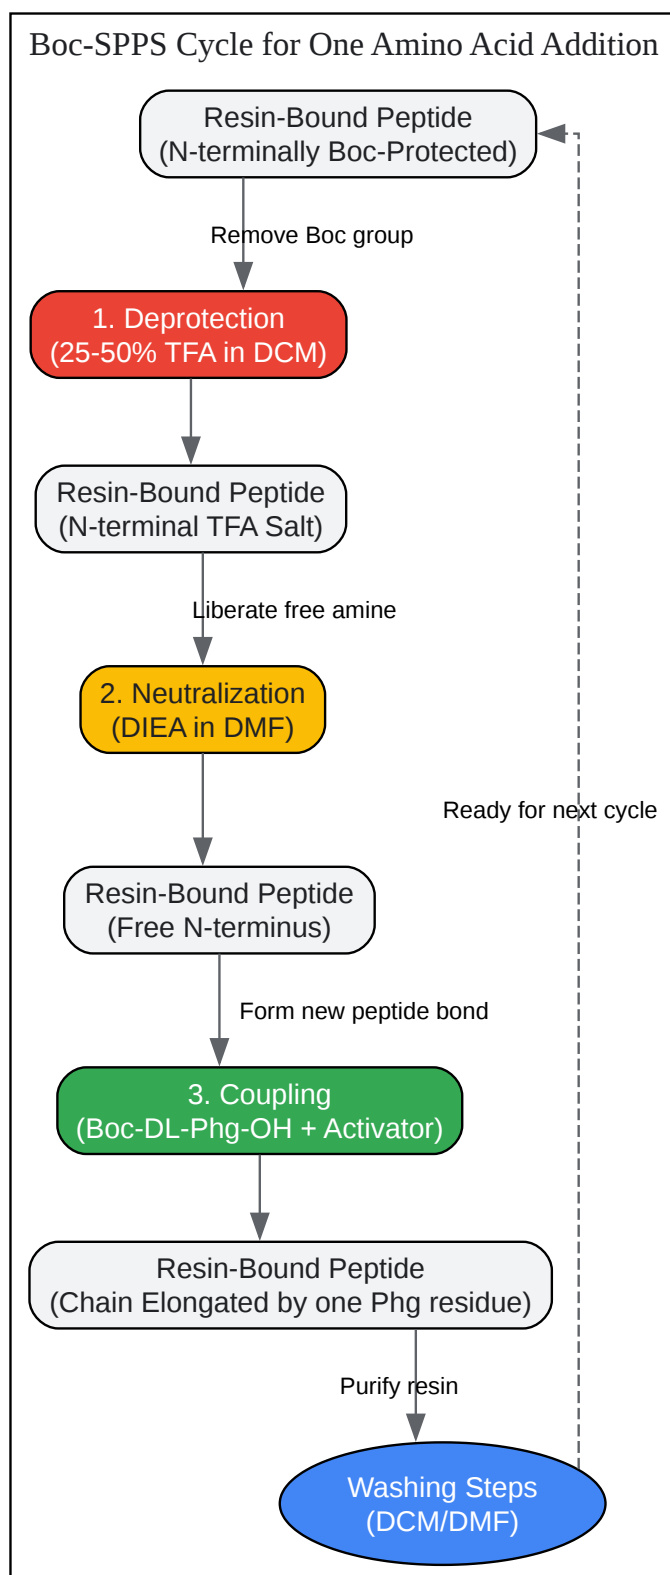 Boc-SPPS Cycle for One Amino Acid Addition
Resin-Bound Peptide
(N-terminally Boc-Protected)
Remove Boc group
1. Deprotection
(25-50% TFA in DCM)
Resin-Bound Peptide
(N-terminal TFA Salt)
Liberate free amine
2. Neutralization
(DIEA in DMF)
Ready for next cycle
Resin-Bound Peptide
(Free N-terminus)
Form new peptide bond
3. Coupling
(Boc-DL-Phg-OH + Activator)
Resin-Bound Peptide
(Chain Elongated by one Phg residue)
Purify resin
Washing Steps
(DCM/DMF)